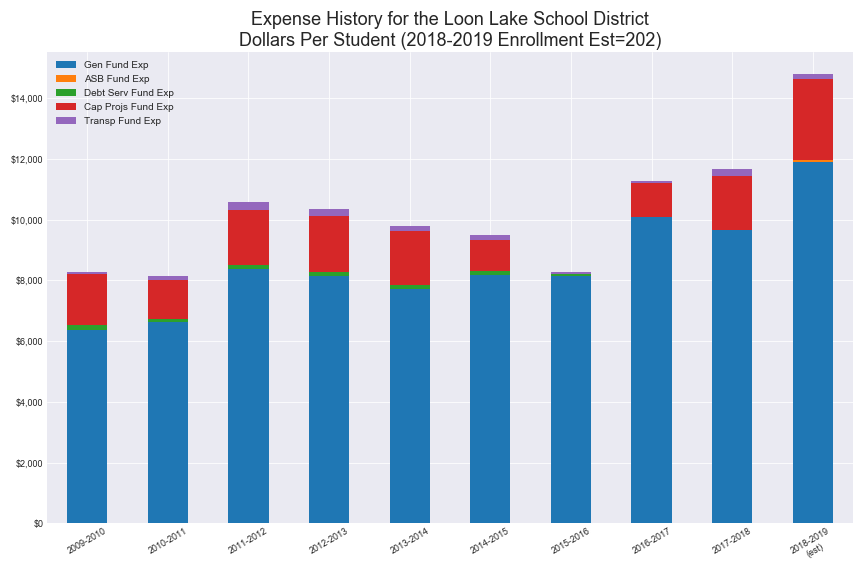 Expense History for the Loon Lake School District
Dollars Per Student (2018-2019 Enrollment Est=202)
Gen Fund Exp
ASB Fund Exp
Debt Serv Fund Exp
Cap Projs Fund Exp
Transp Fund Exp
$14,000
$12,000
$10,000
$8,000
$6,000
$4,000
$2,000
$0
2009-2010
2010-2011
2011-2012
2012-2013
2013-2014
2014-2015
2015-2016
2016-2017
2017-2018
2018-2019
(est)